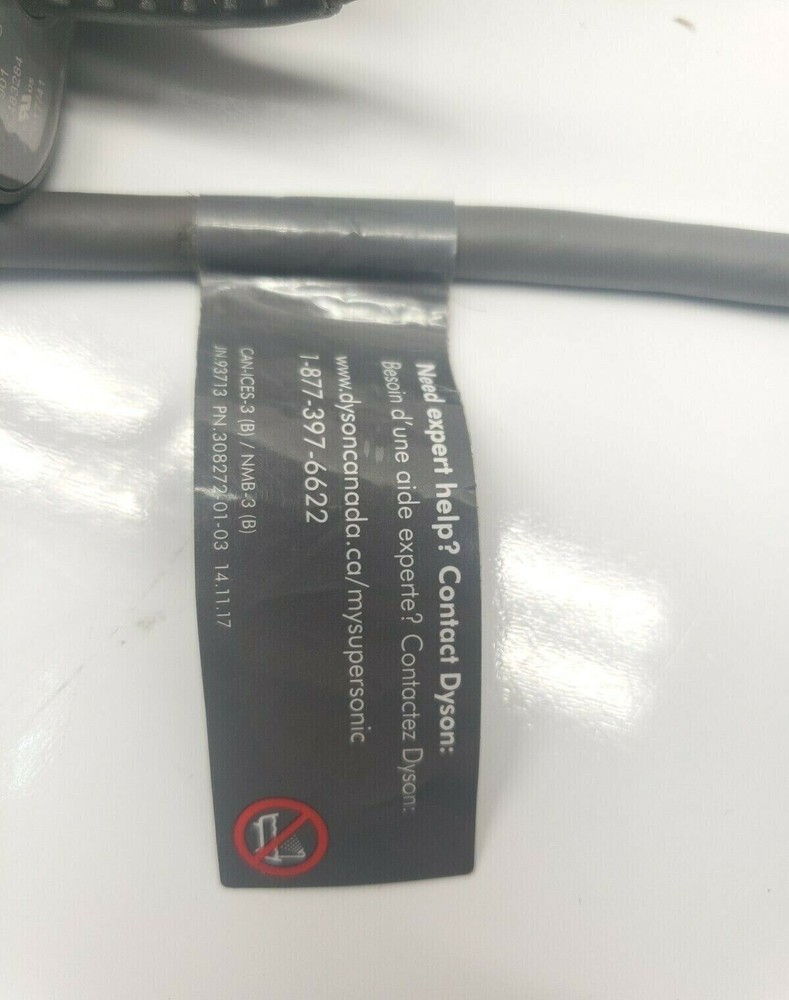 Need expert help? Contact Dyson:
Besoin d'une aide experte? Contactez Dyson:
www.dysoncanada.ca/mysupersonic
1-877-397-6622
CAN-ICES-3 (B) / NMB-3 (B)
JN.93713 PN.308272-01-03 14.11.17